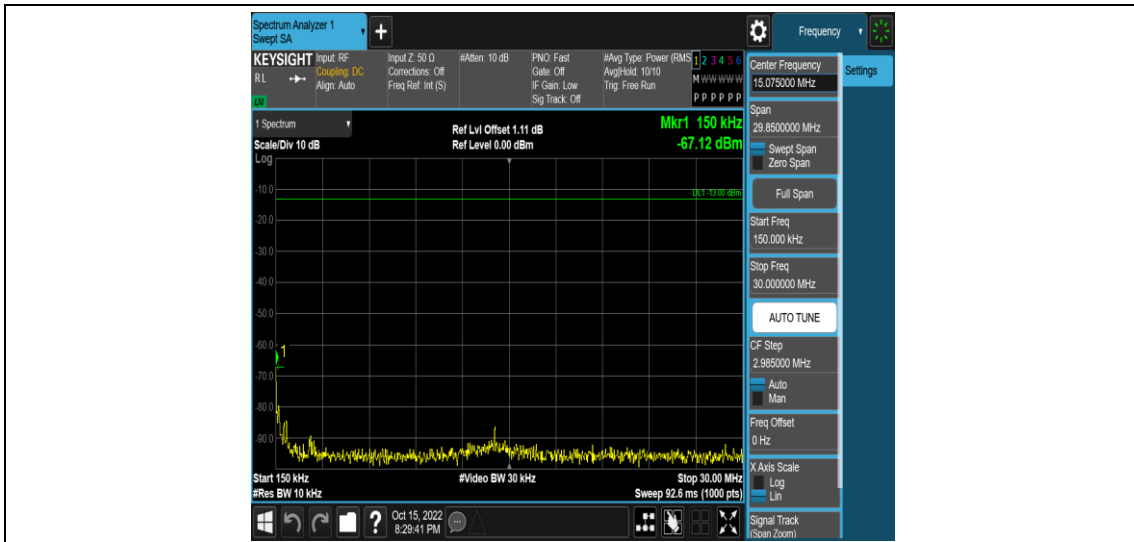 Spectrum Analyzer 1
Swept SA
+
Frequency
KEYSIGHT
RL
Input: RF
Coupling: DC
Align: Auto
Input Z: 50 Ω
Corrections: Off
Freq Ref: Int (S)
#Atten: 10 dB
PNO: Fast
Gate: Off
IF Gain: Low
Sig Track: Off
#Avg Type: Power (RMS
Avg|Hold: 10/10
Trig: Free Run
1 2 3 4 5 6
M W W W W W
P P P P P P
Settings
1 Spectrum
Scale/Div 10 dB
Log
Ref Lvl Offset 1.11 dB
Ref Level 0.00 dBm
Mkr1 150 kHz
-67.12 dBm
DL1 -13.00 dBm
-10.0
-20.0
-30.0
-40.0
-50.0
-60.0
1
-70.0
-80.0
-90.0
Start 150 kHz
#Video BW 30 kHz
Stop 30.00 MHz
#Res BW 10 kHz
Sweep 92.6 ms (1000 pts)
Center Frequency
15.075000 MHz
Span
29.8500000 MHz
Swept Span
Zero Span
Full Span
Start Freq
150.000 kHz
Stop Freq
30.000000 MHz
AUTO TUNE
CF Step
2.985000 MHz
Auto
Man
Freq Offset
0 Hz
X Axis Scale
Log
Lin
Signal Track
(Span Zoom)
?
Oct 15, 2022
8:29:41 PM